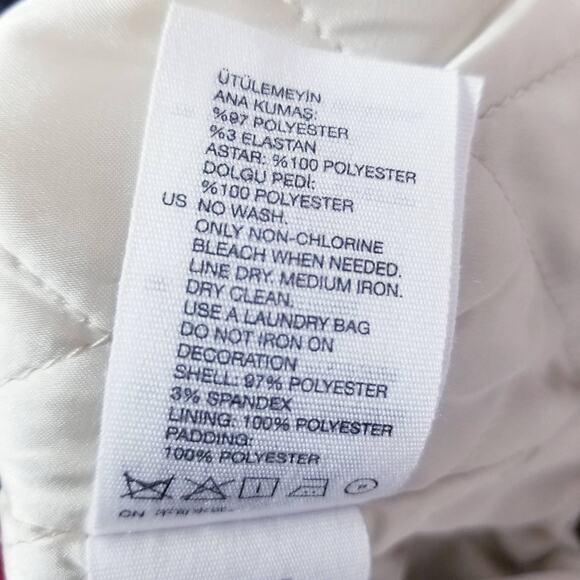 ÜTÜLEMEYİN
ANA KUMAŞ:
%97 POLYESTER
%3 ELASTAN
ASTAR: %100 POLYESTER
DOLGU PEDİ:
%100 POLYESTER
US NO WASH.
ONLY NON-CHLORINE
BLEACH WHEN NEEDED.
LINE DRY. MEDIUM IRON.
DRY CLEAN.
USE A LAUNDRY BAG
DO NOT IRON ON
DECORATION
SHELL: 97% POLYESTER
3% SPANDEX
LINING: 100% POLYESTER
PADDING:
100% POLYESTER
P
CN